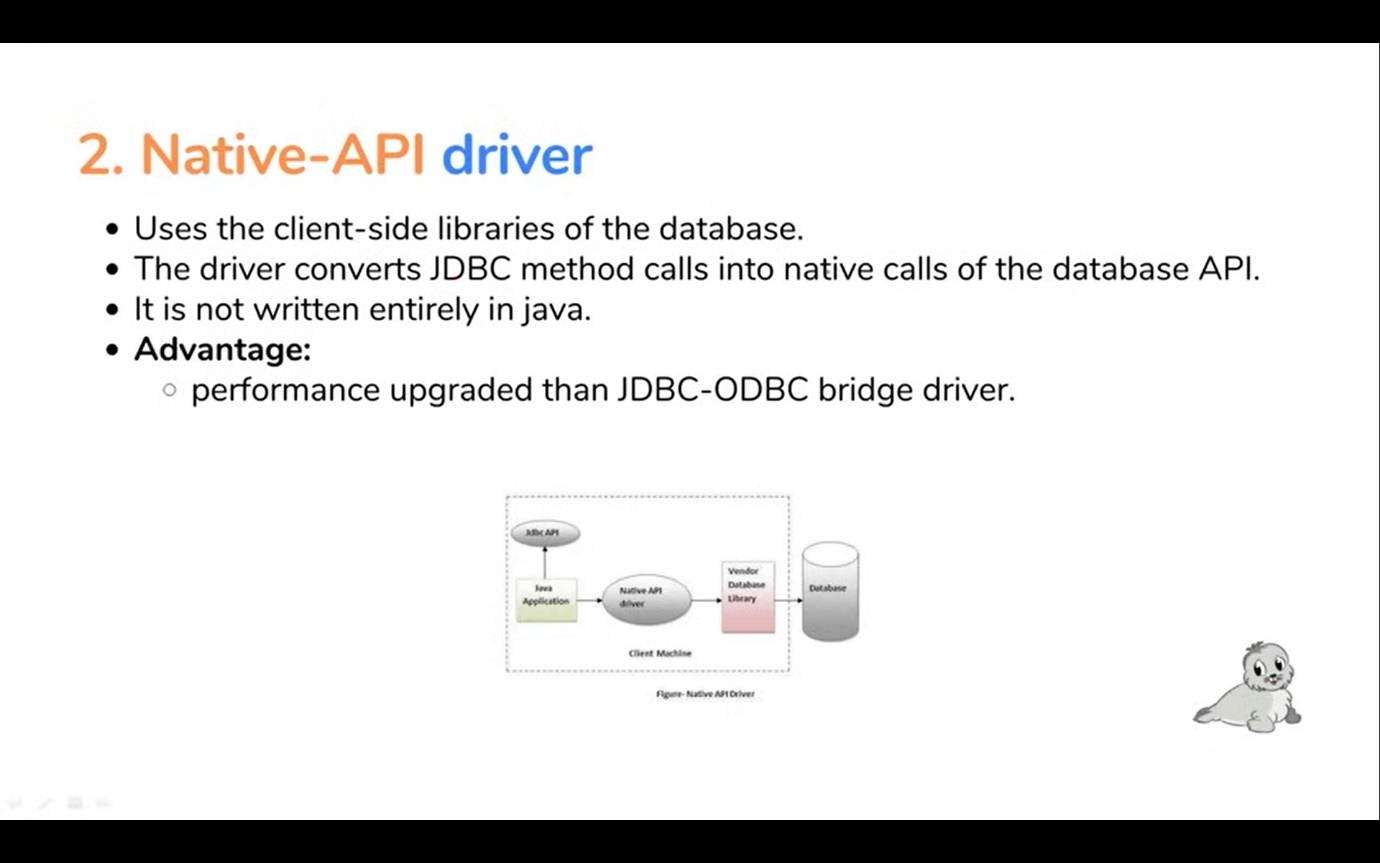 2. Native-API driver
• Uses the client-side libraries of the database.
• The driver converts JDBC method calls into native calls of the database API.
• It is not written entirely in java.
• Advantage:
○ performance upgraded than JDBC-ODBC bridge driver.
Jdbc API
Java
Application
Native API
driver
Vendor
Database
Library
Database
Client Machine
Figure- Native API Driver